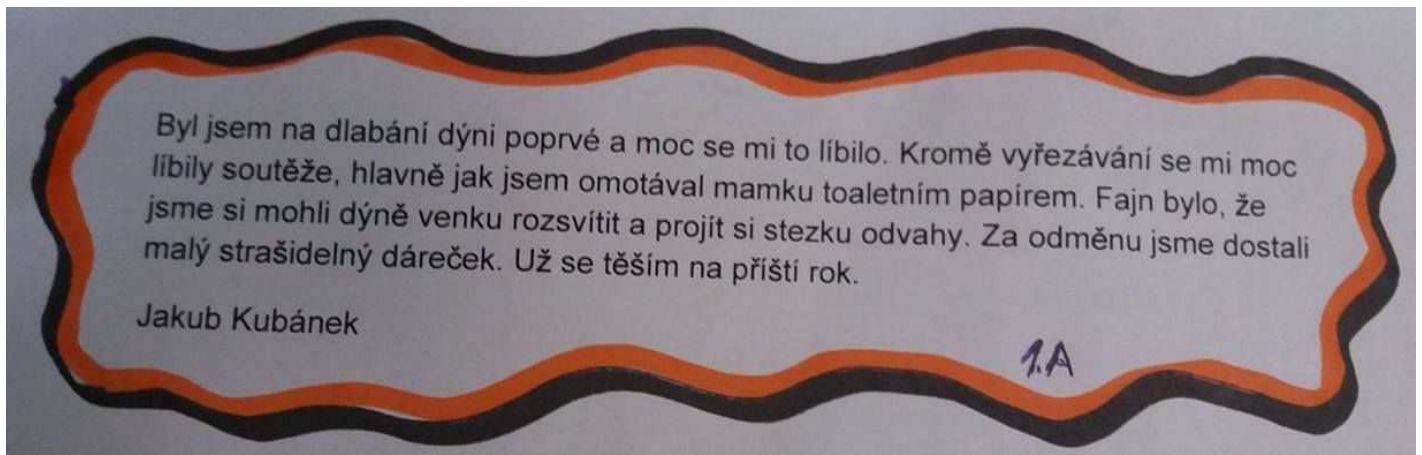 Byl jsem na dlabání dýni poprvé a moc se mi to líbilo. Kromě vyřezávání se mi moc
líbily soutěže, hlavně jak jsem omotával mamku toaletním papírem. Fajn bylo, že
jsme si mohli dýně venku rozsvítit a projít si stezku odvahy. Za odměnu jsme dostali
malý strašidelný dáreček. Už se těším na příští rok.
Jakub Kubánek
1.A